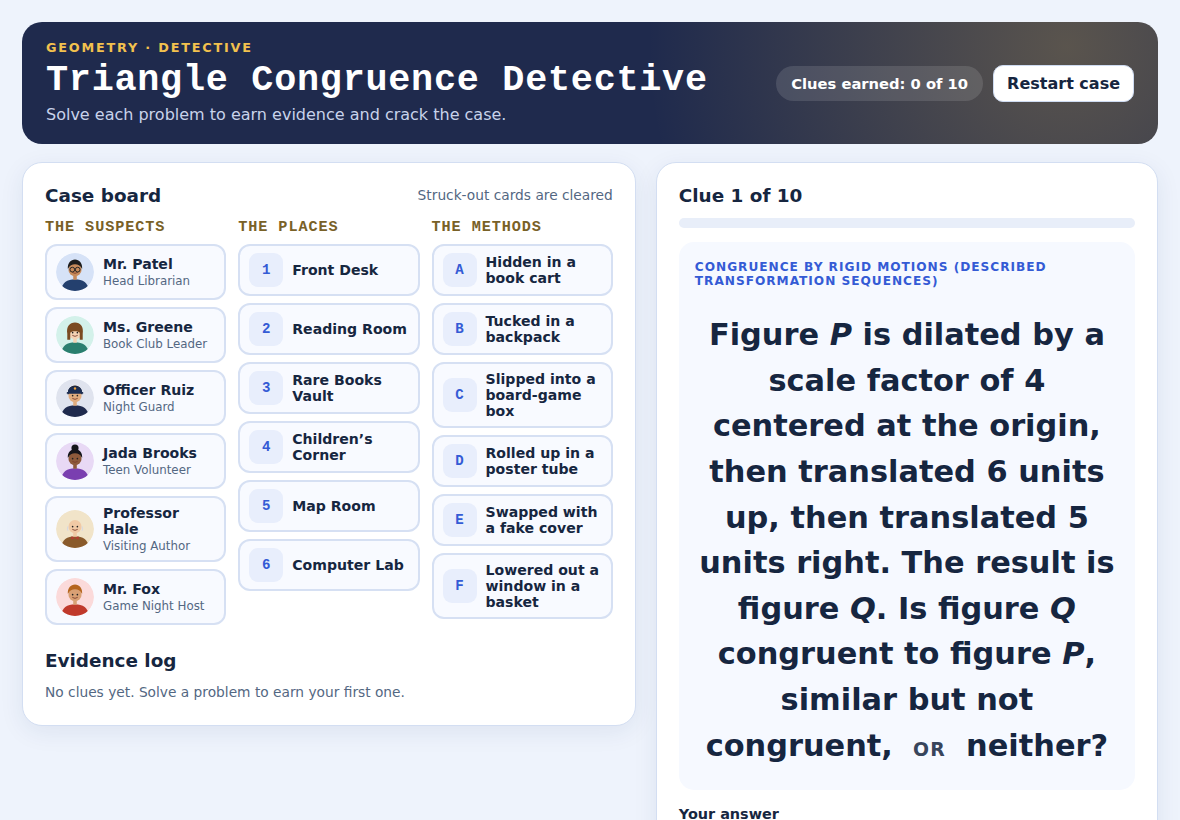 GEOMETRY · DETECTIVE
Triangle Congruence Detective
Solve each problem to earn evidence and crack the case.
Clues earned: 0 of 10
Restart case
Case board
Struck-out cards are cleared
THE SUSPECTS
Mr. Patel
Head Librarian
Ms. Greene
Book Club Leader
Officer Ruiz
Night Guard
Jada Brooks
Teen Volunteer
Professor
Hale
Visiting Author
Mr. Fox
Game Night Host
THE PLACES
1 Front Desk
2 Reading Room
3 Rare Books
Vault
4 Children’s
Corner
5 Map Room
6 Computer Lab
THE METHODS
A Hidden in a
book cart
B Tucked in a
backpack
C Slipped into a
board-game
box
D Rolled up in a
poster tube
E Swapped with
a fake cover
F Lowered out a
window in a
basket
Evidence log
No clues yet. Solve a problem to earn your first one.
Clue 1 of 10
CONGRUENCE BY RIGID MOTIONS (DESCRIBED
TRANSFORMATION SEQUENCES)
Figure P is dilated by a
scale factor of 4
centered at the origin,
then translated 6 units
up, then translated 5
units right. The result is
figure Q. Is figure Q
congruent to figure P,
similar but not
congruent, OR neither?
Your answer